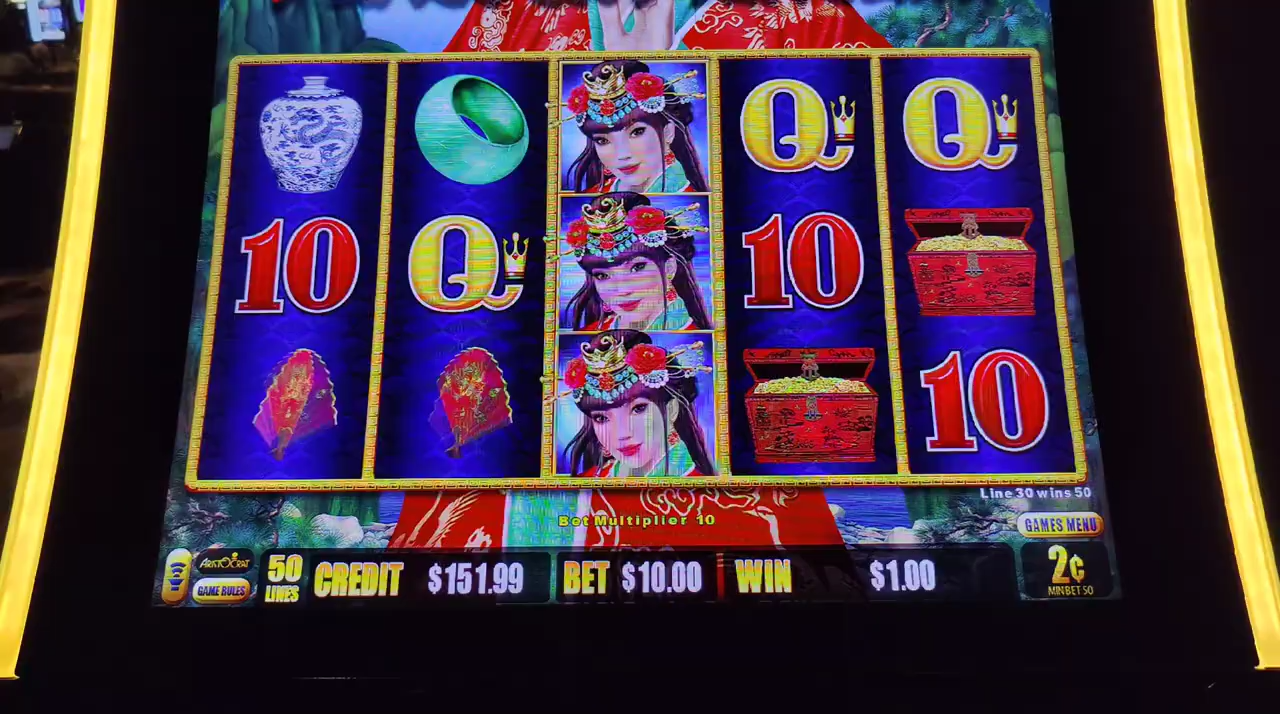 Q Q
10 Q 10
10
Line 30 wins 50
Bet Multiplier 10
GAMES MENU
ARISTOCRAT
GAME RULES
50 LINES
CREDIT $151.99
BET $10.00
WIN $1.00
2¢
MIN BET 50